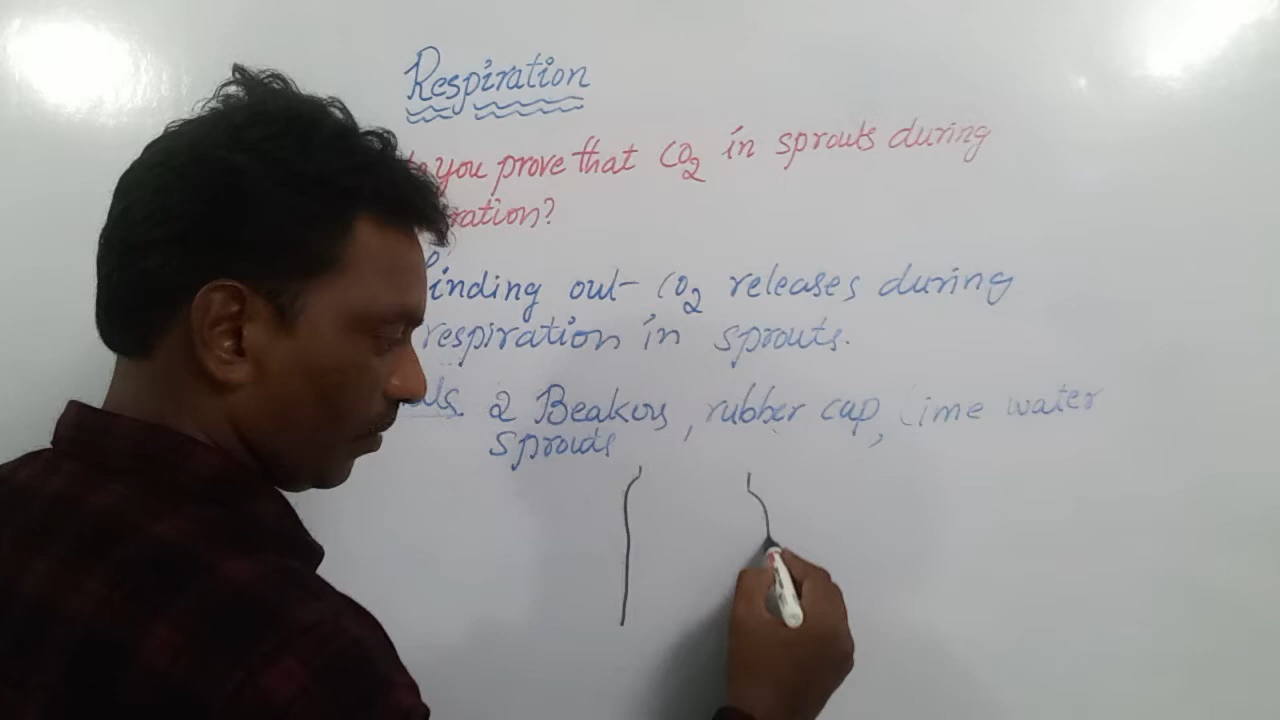 Respiration
you prove that CO2 in sprouts during
ration?
finding out CO2 releases during
respiration in sprouts.
als. 2 Beakers, rubber cap, Lime water
sprouts